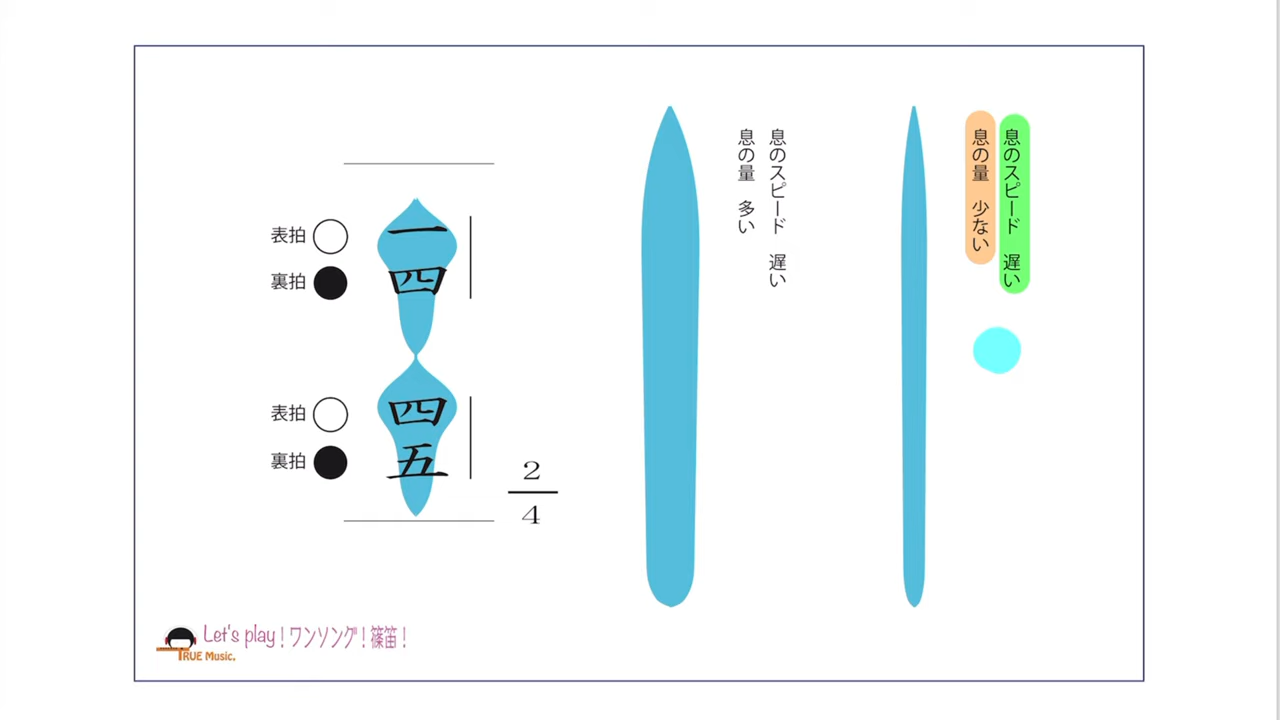 息のスピード 遅い
息の量 少ない
息のスピード 遅い
息の量 多い
表拍
一
裏拍
四
表拍
四
裏拍
五
2
4
Let's play!ワンソング!篠笛!
TRUE Music.